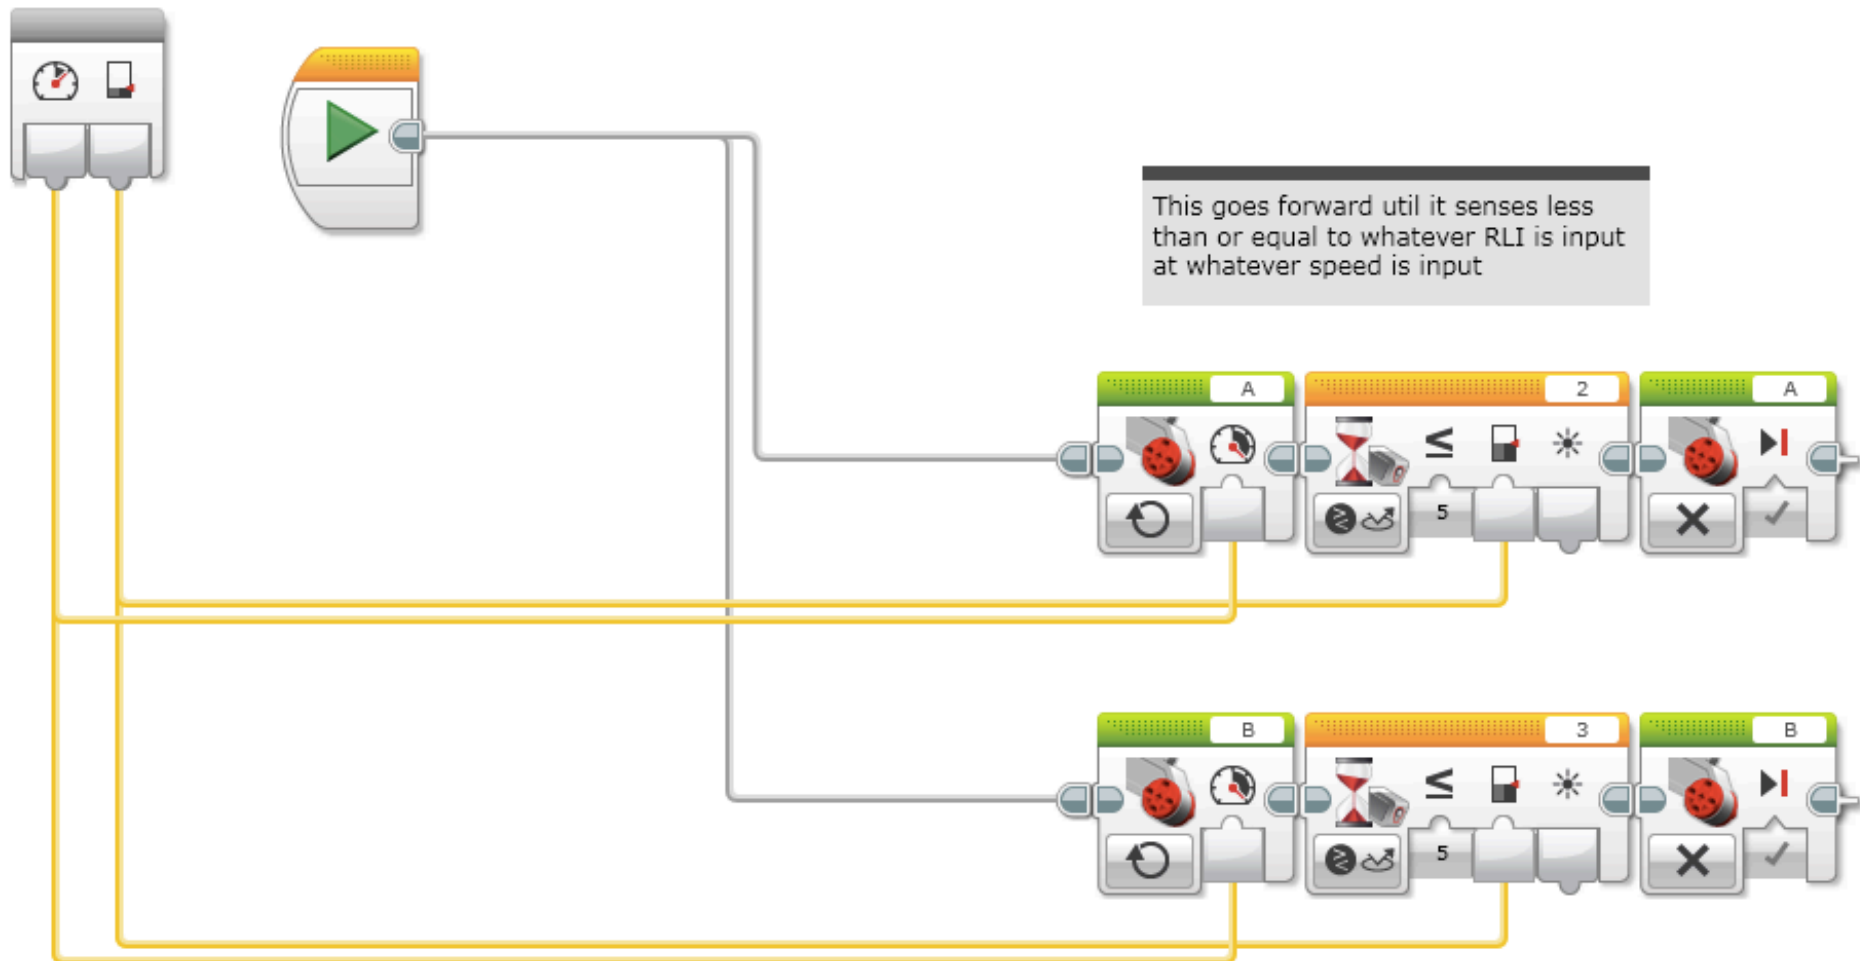 This goes forward util it senses less
than or equal to whatever RLI is input
at whatever speed is input
A 2 A
≤
5
B 3 B
≤
5